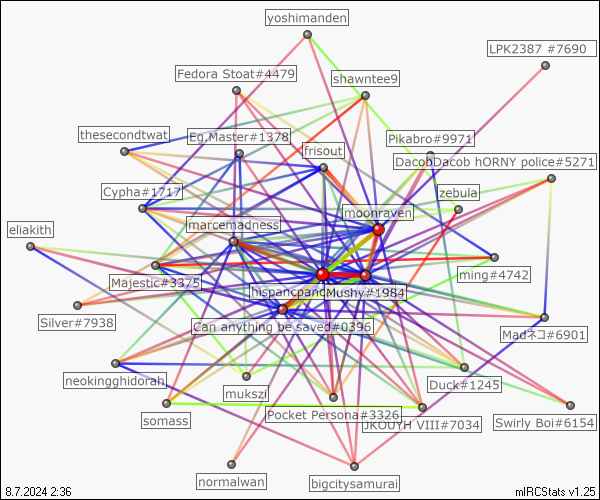 yoshimanden
LPK2387 #7690
Fedora Stoat#4479
shawntee9
thesecondtwat
Eg.Master#1378
Pikabro#9971
frisout
DacobDacob hORNY police#5271
Cypha#1717
zebula
moonraven
marcemadness
eliakith
ming#4742
Majestic#3375
Mushy#1984
Silver#7938
Can anything be saved#0396
Madネコ#6901
neokingghidorah
Duck#1245
mukszi
somass
Pocket Persona#3326
JKOUYH VIII#7034
Swirly Boi#6154
normalwan
bigcitysamurai
8.7.2024 2:36
mIRCStats v1.25